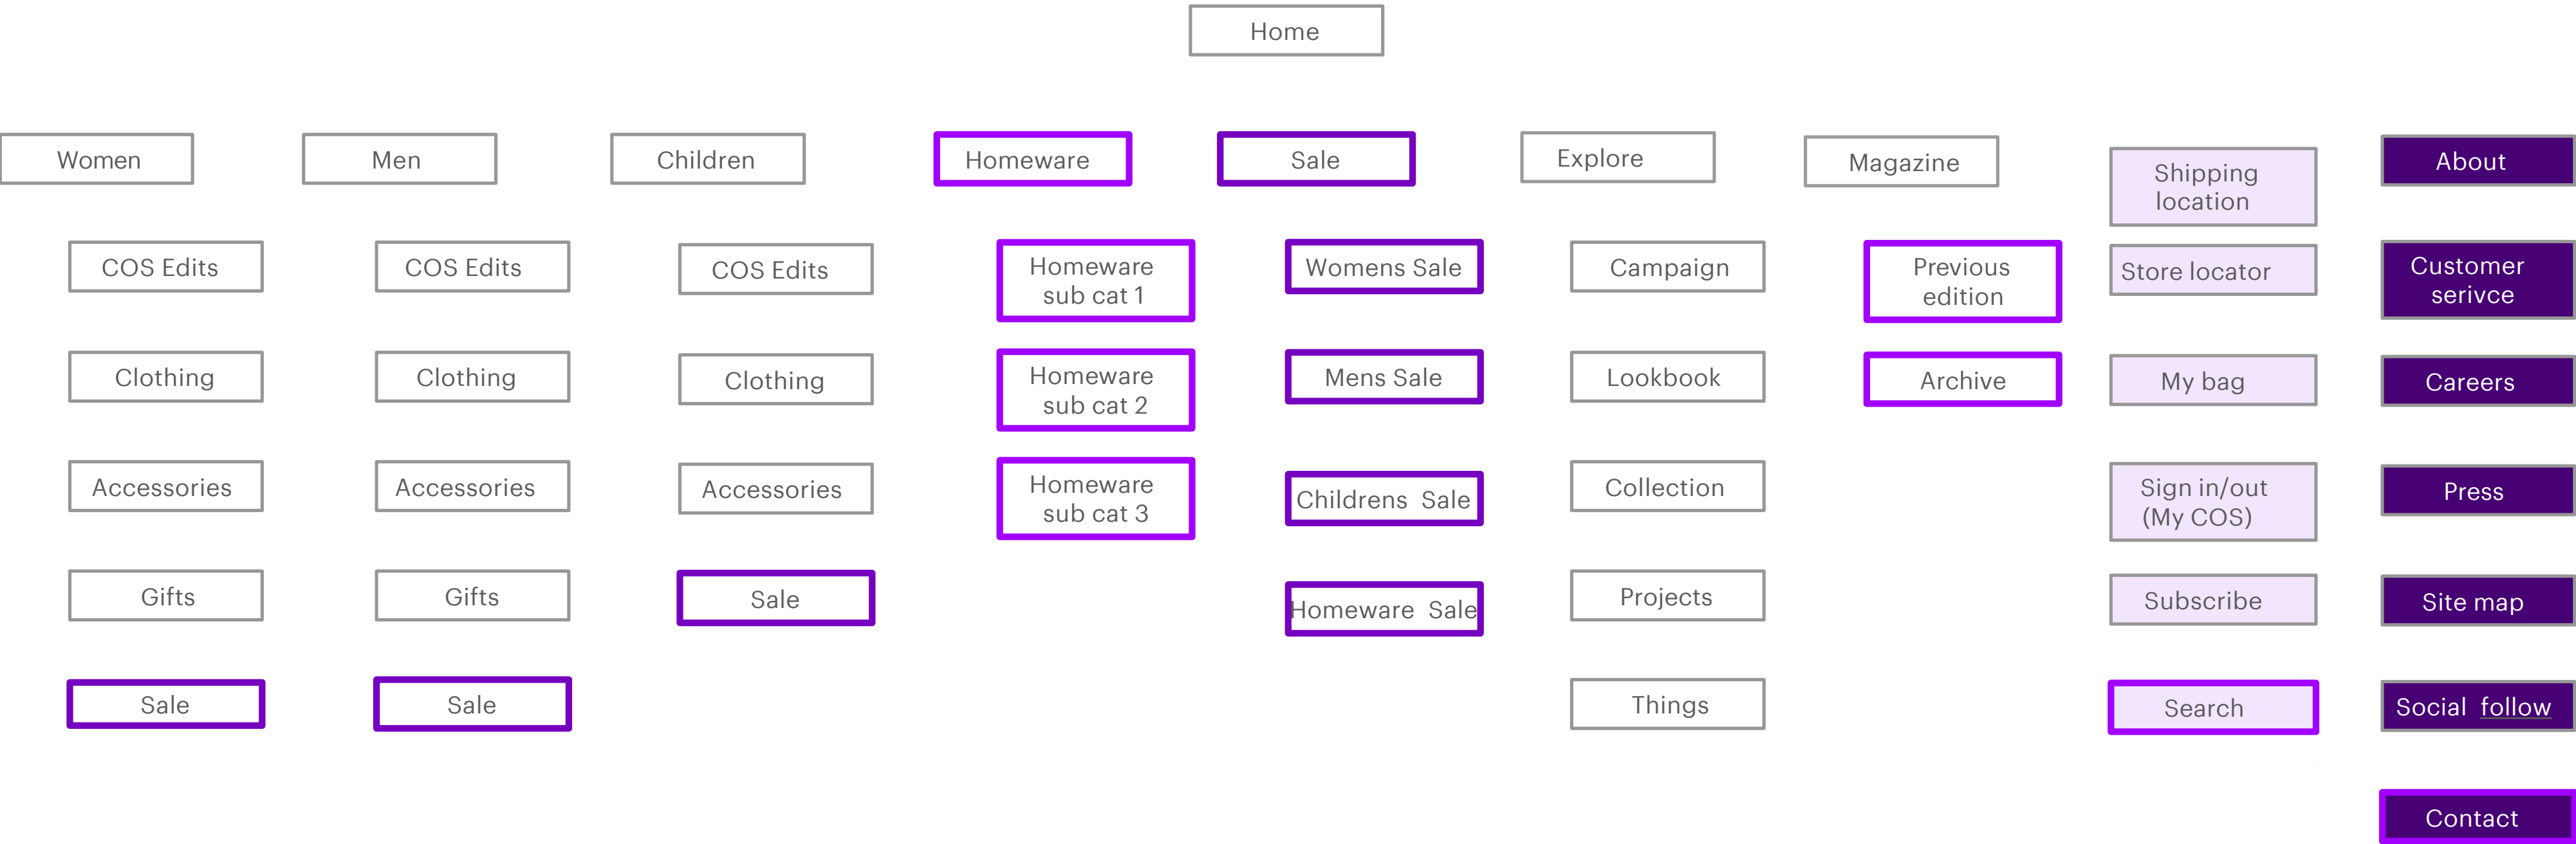 Home
Women
COS Edits
Clothing
Accessories
Gifts
Sale
Men
COS Edits
Clothing
Accessories
Gifts
Sale
Children
COS Edits
Clothing
Accessories
Sale
Homeware
Homeware
sub cat 1
Homeware
sub cat 2
Homeware
sub cat 3
Sale
Womens Sale
Mens Sale
Childrens Sale
Homeware Sale
Explore
Campaign
Lookbook
Collection
Projects
Things
Magazine
Previous
edition
Archive
Shipping
location
Store locator
My bag
Sign in/out
(My COS)
Subscribe
Search
About
Customer
serivce
Careers
Press
Site map
Social follow
Contact